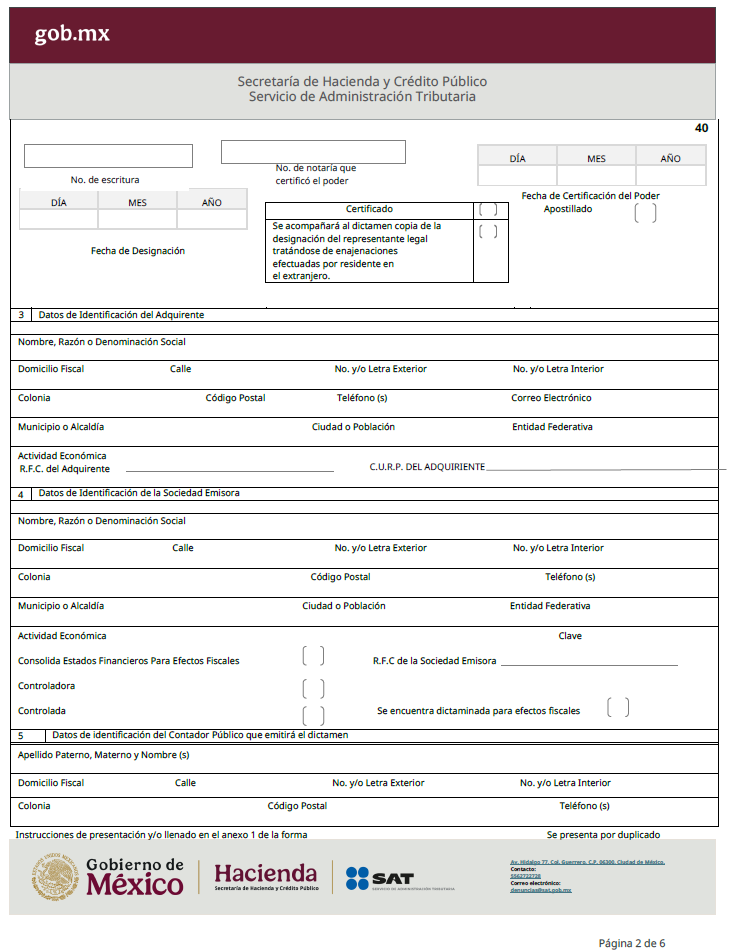 gob.mx
Secretaría de Hacienda y Crédito Público
Servicio de Administración Tributaria
40
No. de escritura
No. de notaría que
certificó el poder
DÍA MES AÑO
Fecha de Certificación del Poder
Apostillado
DÍA MES AÑO
Fecha de Designación
Certificado
Se acompañará al dictamen copia de la
designación del representante legal
tratándose de enajenaciones
efectuadas por residente en
el extranjero.
3 Datos de Identificación del Adquirente
Nombre, Razón o Denominación Social
Domicilio Fiscal Calle No. y/o Letra Exterior No. y/o Letra Interior
Colonia Código Postal Teléfono (s) Correo Electrónico
Municipio o Alcaldía Ciudad o Población Entidad Federativa
Actividad Económica
R.F.C. del Adquirente C.U.R.P. DEL ADQUIRIENTE
4 Datos de Identificación de la Sociedad Emisora
Nombre, Razón o Denominación Social
Domicilio Fiscal Calle No. y/o Letra Exterior No. y/o Letra Interior
Colonia Código Postal Teléfono (s)
Municipio o Alcaldía Ciudad o Población Entidad Federativa
Actividad Económica Clave
Consolida Estados Financieros Para Efectos Fiscales R.F.C de la Sociedad Emisora
Controladora
Controlada Se encuentra dictaminada para efectos fiscales
5 Datos de identificación del Contador Público que emitirá el dictamen
Apellido Paterno, Materno y Nombre (s)
Domicilio Fiscal Calle No. y/o Letra Exterior No. y/o Letra Interior
Colonia Código Postal Teléfono (s)
Instrucciones de presentación y/o llenado en el anexo 1 de la forma Se presenta por duplicado
Gobierno de
México
Hacienda
Secretaría de Hacienda y Crédito Público
SAT
SERVICIO DE ADMINISTRACIÓN TRIBUTARIA
Av. Hidalgo 77, Col. Guerrero, C.P. 06300, Ciudad de México.
Contacto:
5562722728
Correo electrónico:
denuncias@sat.gob.mx
Página 2 de 6